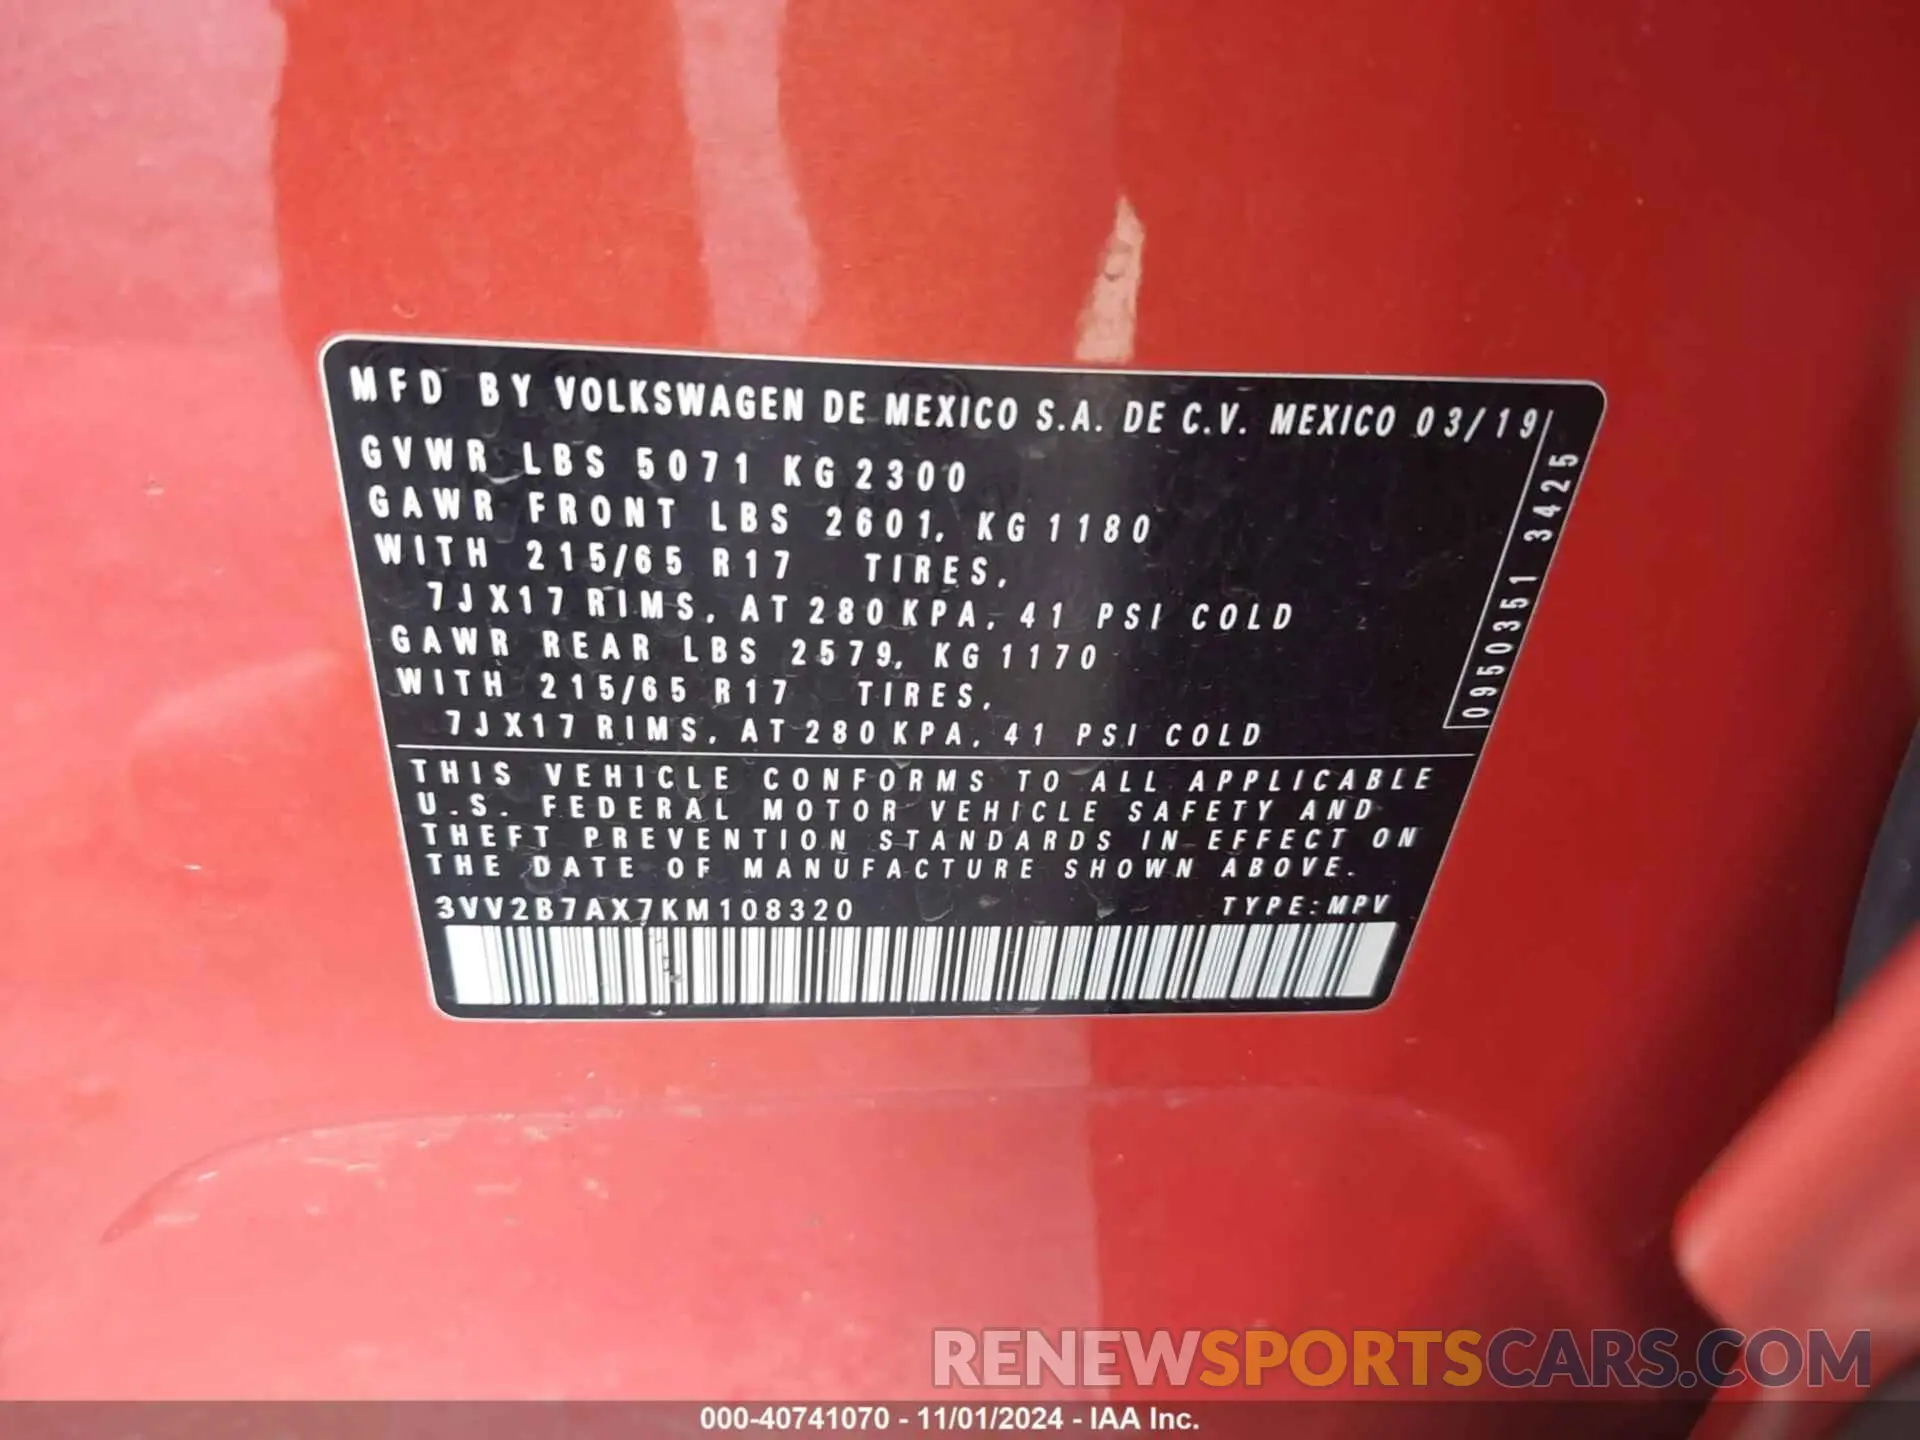 MFD BY VOLKSWAGEN DE MEXICO S.A. DE C.V. MEXICO 03/19
GVWR LBS 5071 KG 2300
GAWR FRONT LBS 2601, KG 1180
WITH 215/65 R17 TIRES,
7JX17 RIMS, AT 280 KPA, 41 PSI COLD
GAWR REAR LBS 2579, KG 1170
WITH 215/65 R17 TIRES,
7JX17 RIMS, AT 280 KPA, 41 PSI COLD
0950351 3425
THIS VEHICLE CONFORMS TO ALL APPLICABLE
U.S. FEDERAL MOTOR VEHICLE SAFETY AND
THEFT PREVENTION STANDARDS IN EFFECT ON
THE DATE OF MANUFACTURE SHOWN ABOVE.
3VV2B7AX7KM108320 TYPE:MPV
RENEWSPORTSCARS.COM
000-40741070 - 11/01/2024 - IAA Inc.